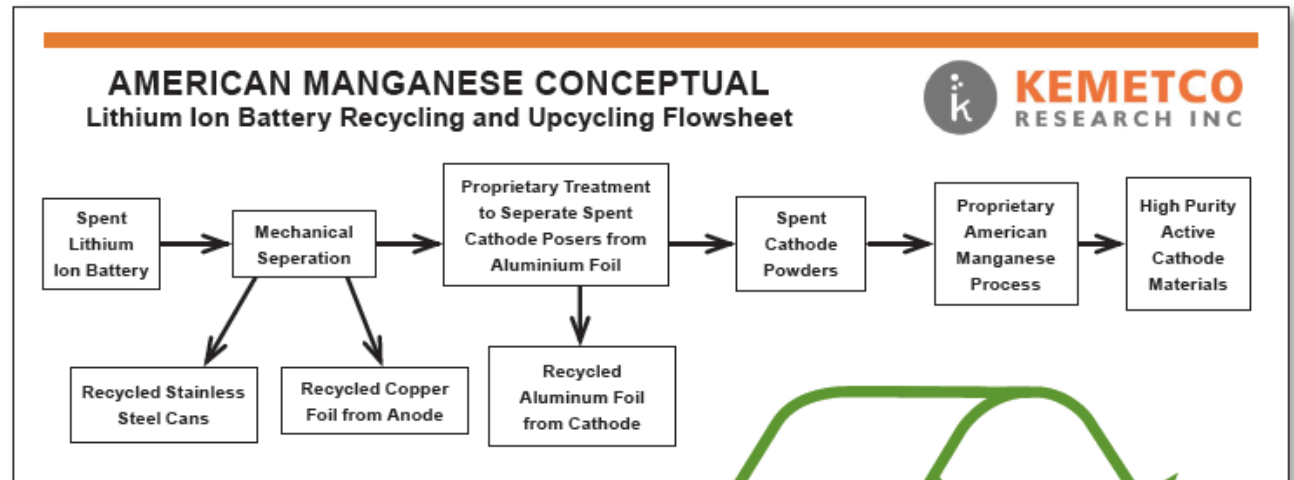 AMERICAN MANGANESE CONCEPTUAL
Lithium Ion Battery Recycling and Upcycling Flowsheet
k
KEMETCO
RESEARCH INC
Spent
Lithium
Ion Battery
Mechanical
Seperation
Proprietary Treatment
to Seperate Spent
Cathode Posers from
Aluminium Foil
Spent
Cathode
Powders
Proprietary
American
Manganese
Process
High Purity
Active
Cathode
Materials
Recycled Stainless
Steel Cans
Recycled Copper
Foil from Anode
Recycled
Aluminum Foil
from Cathode